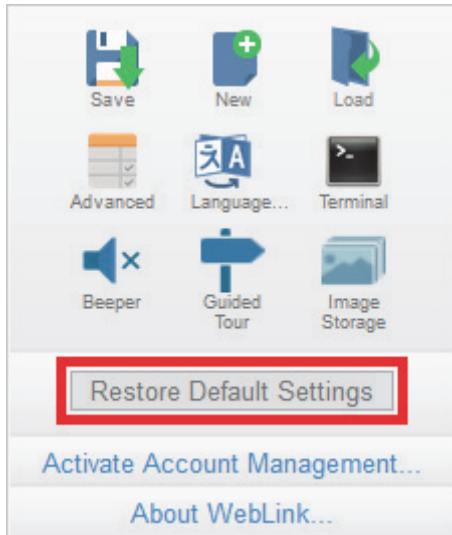 Save New Load
Advanced Language... Terminal
Beeper Guided Tour Image Storage
Restore Default Settings
Activate Account Management...
About WebLink...